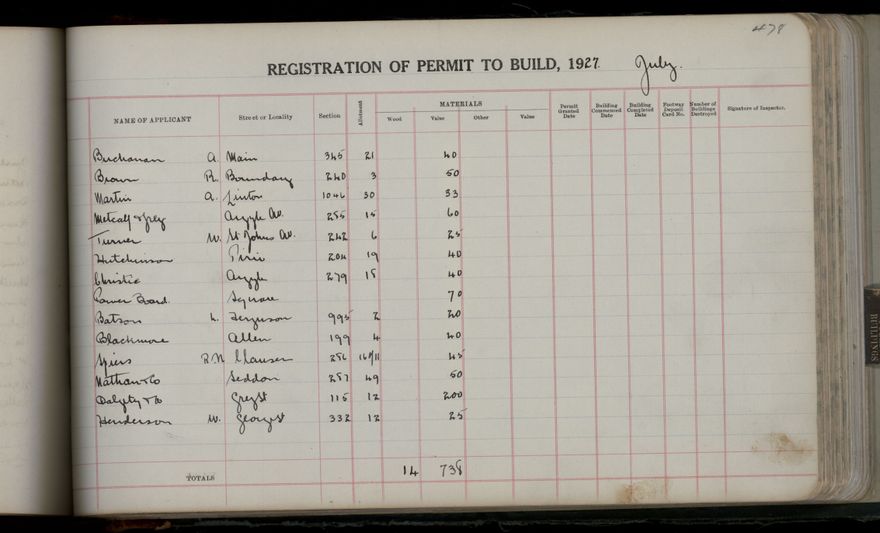 478
REGISTRATION OF PERMIT TO BUILD, 1927. July.
NAME OF APPLICANT Street or Locality Section Allotment MATERIALS Wood Value Other Value Permit Granted Date Building Commenced Date Building Completed Date Footway Deposit Card No. Number of Buildings Destroyed Signature of Inspector.
Buchanan A. Main 345 21 40
Brown R. Boundary 240 3 50
Martin A. Linton 1046 30 33
Metcalf & Grey Argyle Av. 255 15 60
Turner W. St Johns Av. 242 6 25
Hutchinson 204 19 40
Christie Argyle 279 15 40
Power Board. Square 70
Batson L. Ferguson 995 2 20
Blackmore Allen 199 4 40
Spiers R.N. Clausen 256 10/11 45
Nathan & Co Seddon 257 49 50
Dalgety & Co Grey St 115 12 200
Henderson W. George St 332 12 25
TOTALS 14 738
BUILDINGS